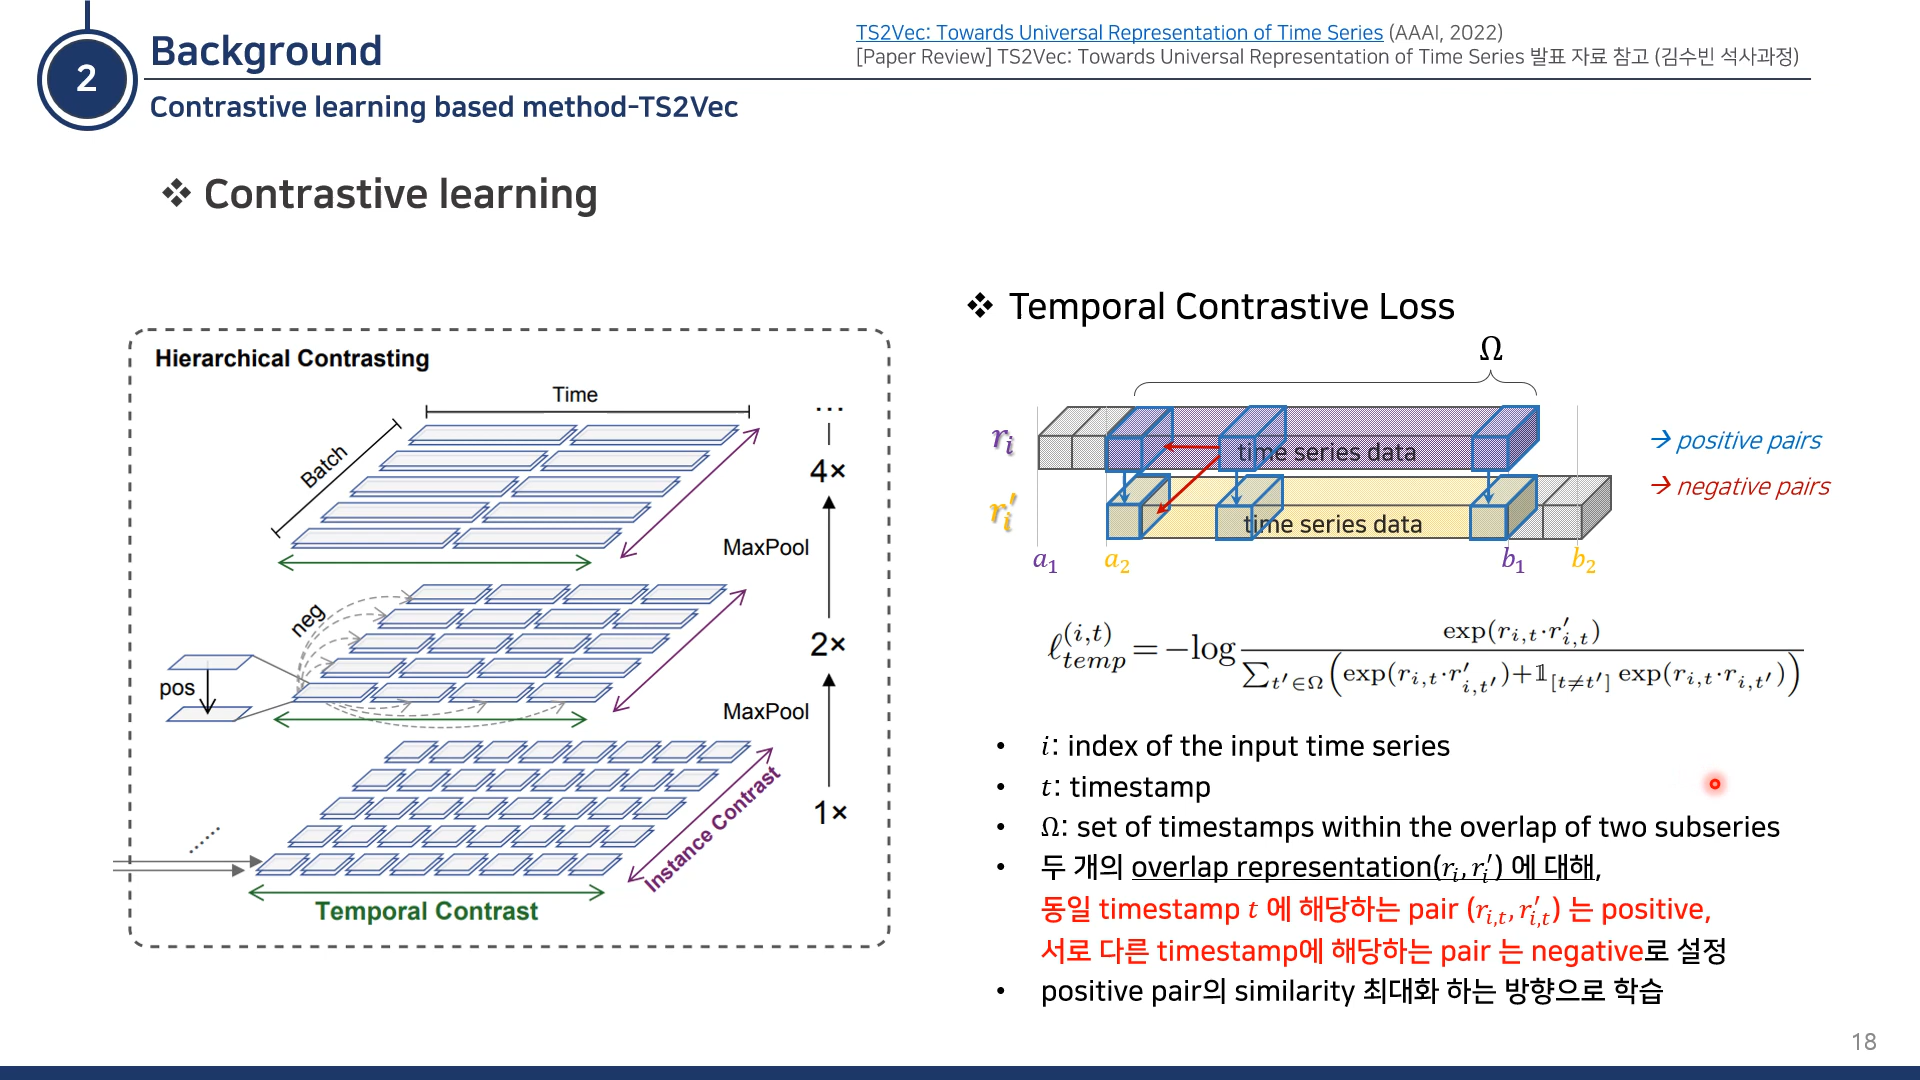 2
Background
Contrastive learning based method-TS2Vec
TS2Vec: Towards Universal Representation of Time Series (AAAI, 2022)
[Paper Review] TS2Vec: Towards Universal Representation of Time Series 발표 자료 참고 (김수빈 석사과정)
❖ Contrastive learning
Hierarchical Contrasting
Time
Batch
...
4×
MaxPool
neg
2×
pos
MaxPool
1×
Instance Contrast
Temporal Contrast
❖ Temporal Contrastive Loss
Ω
r_i
time series data
→ positive pairs
r_i′
time series data
→ negative pairs
a_1 a_2 b_1 b_2
ℓ_{temp}^{(i,t)} = −log exp(r_{i,t}·r′_{i,t}) / ∑_{t′∈Ω}(exp(r_{i,t}·r′_{i,t′})+𝟙_{[t≠t′]} exp(r_{i,t}·r_{i,t′}))
• i: index of the input time series
• t: timestamp
• Ω: set of timestamps within the overlap of two subseries
• 두 개의 overlap representation(r_i, r_i′) 에 대해,
동일 timestamp t 에 해당하는 pair (r_{i,t}, r′_{i,t}) 는 positive,
서로 다른 timestamp에 해당하는 pair 는 negative로 설정
• positive pair의 similarity 최대화 하는 방향으로 학습
18